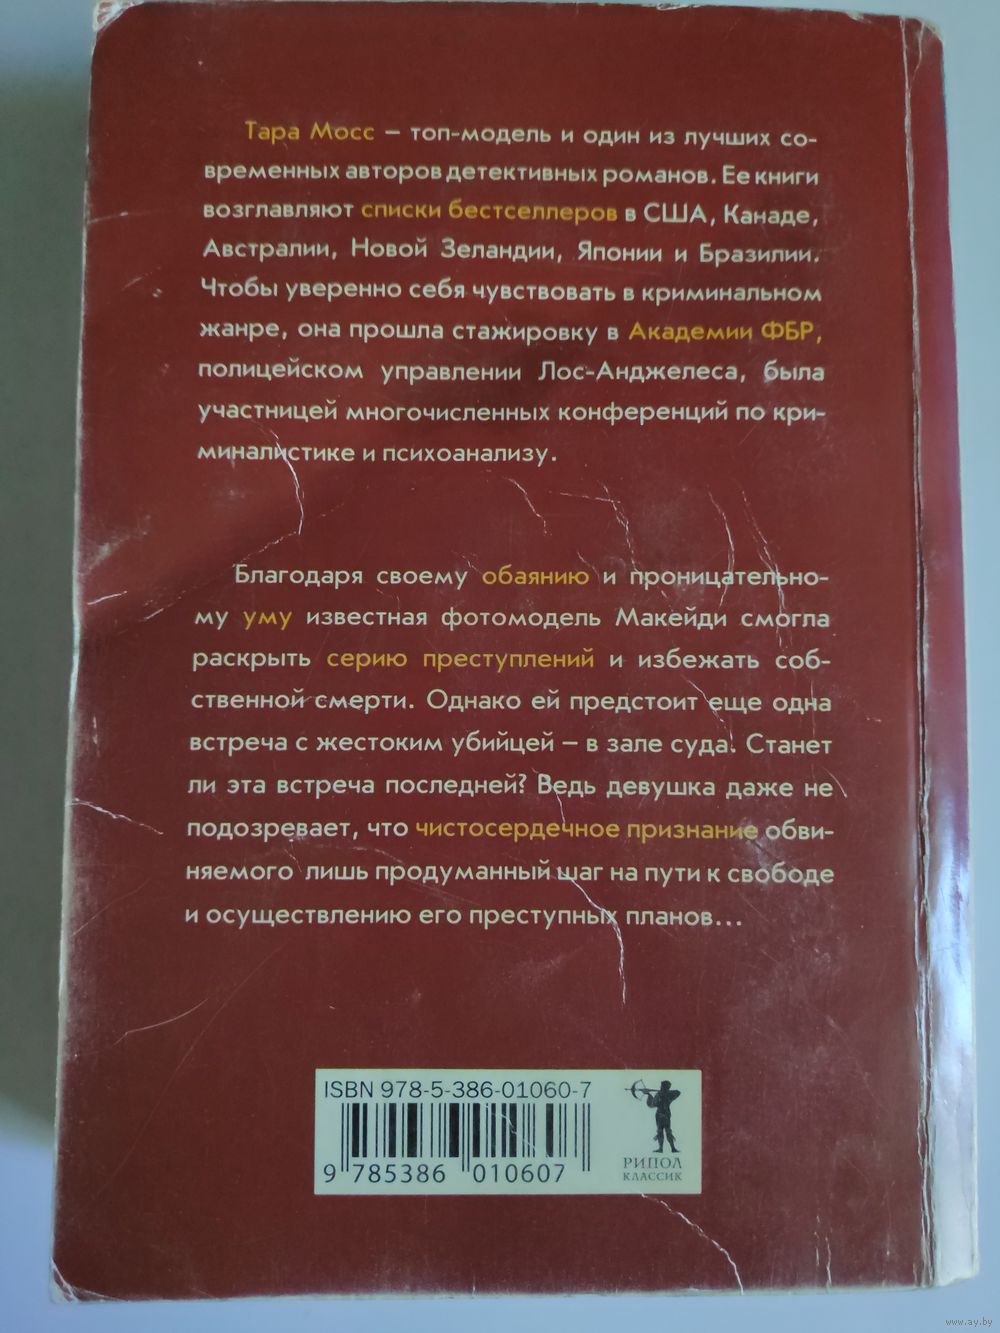 Тара Мосс – топ-модель и один из лучших со-
временных авторов детективных романов. Ее книги
возглавляют списки бестселлеров в США, Канаде,
Австралии, Новой Зеландии, Японии и Бразилии.
Чтобы уверенно себя чувствовать в криминальном
жанре, она прошла стажировку в Академии ФБР,
полицейском управлении Лос-Анджелеса, была
участницей многочисленных конференций по кри-
миналистике и психоанализу.
Благодаря своему обаянию и проницательно-
му уму известная фотомодель Макейди смогла
раскрыть серию преступлений и избежать соб-
ственной смерти. Однако ей предстоит еще одна
встреча с жестоким убийцей – в зале суда. Станет
ли эта встреча последней? Ведь девушка даже не
подозревает, что чистосердечное признание обви-
няемого лишь продуманный шаг на пути к свободе
и осуществлению его преступных планов...
ISBN 978-5-386-01060-7
9 785386 010607
РИПОЛ
КЛАССИК
www.ay.by